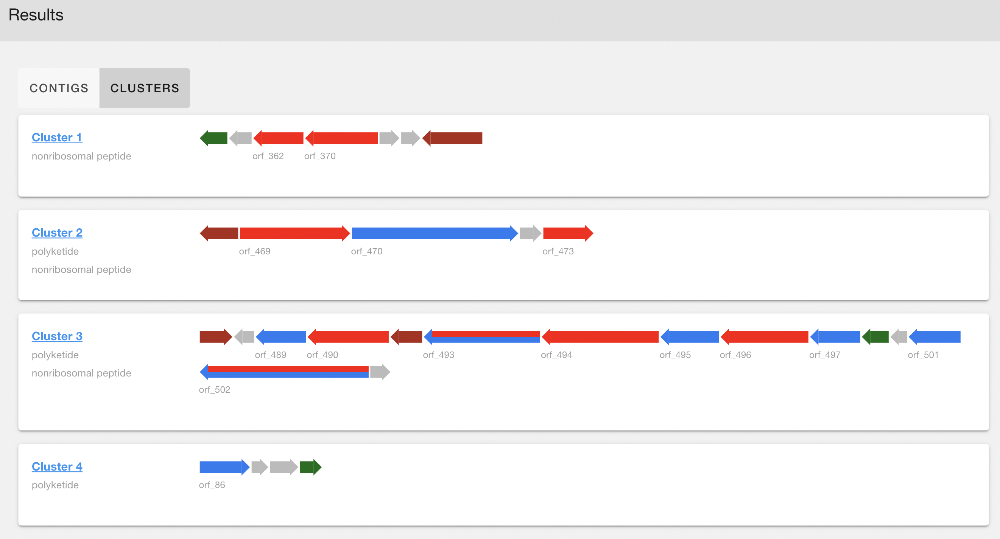 Results
CONTIGS CLUSTERS
Cluster 1
nonribosomal peptide
orf_362 orf_370
Cluster 2
polyketide
nonribosomal peptide
orf_469 orf_470 orf_473
Cluster 3
polyketide
nonribosomal peptide
orf_489 orf_490 orf_493 orf_494 orf_495 orf_496 orf_497 orf_501
orf_502
Cluster 4
polyketide
orf_86